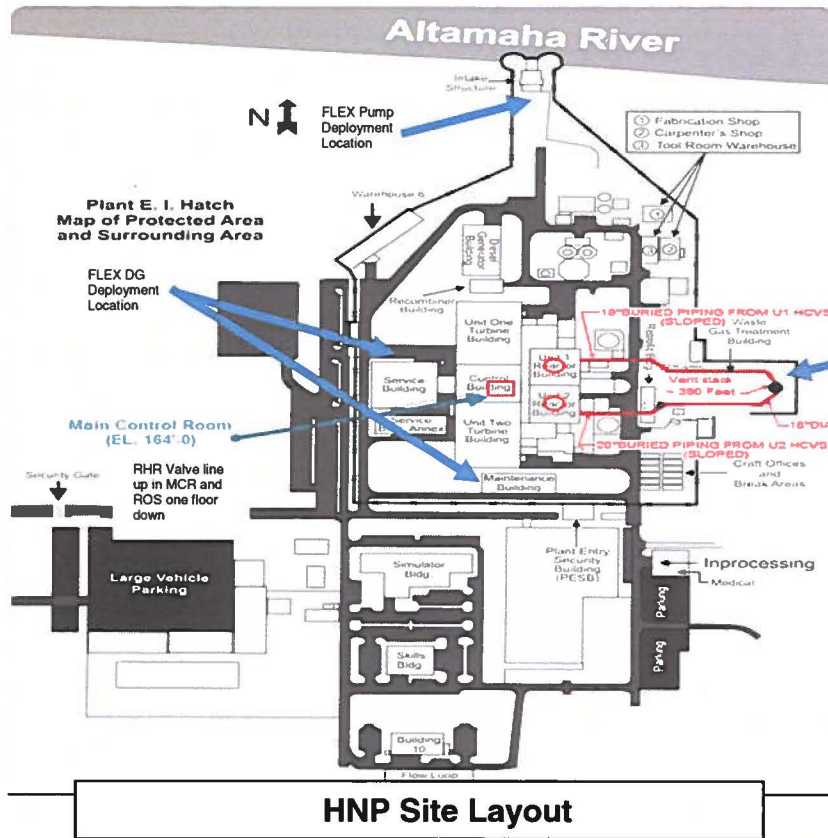 Altamaha River
Intake
Structure
N
FLEX Pump
Deployment
Location
① Fabrication Shop
② Carpenter's Shop
③ Tool Room Warehouse
Plant E. I. Hatch
Map of Protected Area
and Surrounding Area
Warehouse 6
FLEX DG
Deployment
Location
Diesel
Generator
Building
Recombiner
Building
18"BURIED PIPING FROM U1 HCVS
(SLOPED)
Waste
Gas Treatment
Building
Unit One
Turbine
Building
Unit 1
Reactor
Building
Service
Building
Control
Building
Vent stack
~ 390 Feet
Reactor
Building
Service
Annex
Main Control Room
(EL. 164'-0)
Unit Two
Turbine
Building
18"DIA
20"BURIED PIPING FROM U2 HCVS
(SLOPED)
RHR Valve line
up in MCR and
ROS one floor
down
Security Gate
Maintenance
Building
Craft Offices
and
Break Areas
Large Vehicle
Parking
Simulator
Bldg.
Plant Entry
Security
Building
(PESB)
Inprocessing
Medical
Parking
Parking
Skills
Bldg
Building
10
Flow Loop
HNP Site Layout